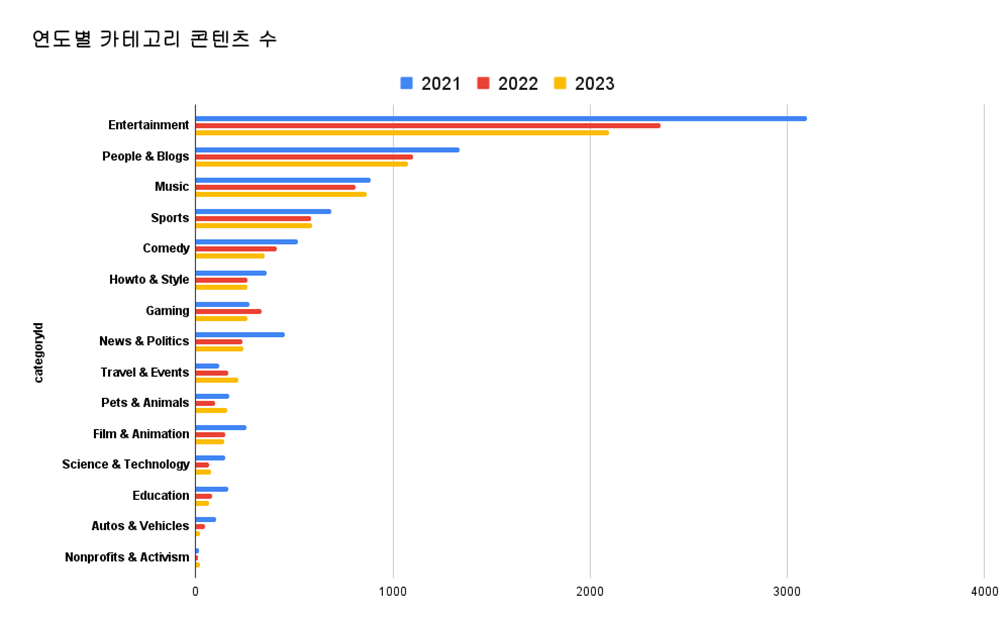 연도별 카테고리 콘텐츠 수
2021 2022 2023
categoryId
Entertainment
People & Blogs
Music
Sports
Comedy
Howto & Style
Gaming
News & Politics
Travel & Events
Pets & Animals
Film & Animation
Science & Technology
Education
Autos & Vehicles
Nonprofits & Activism
0 1000 2000 3000 4000